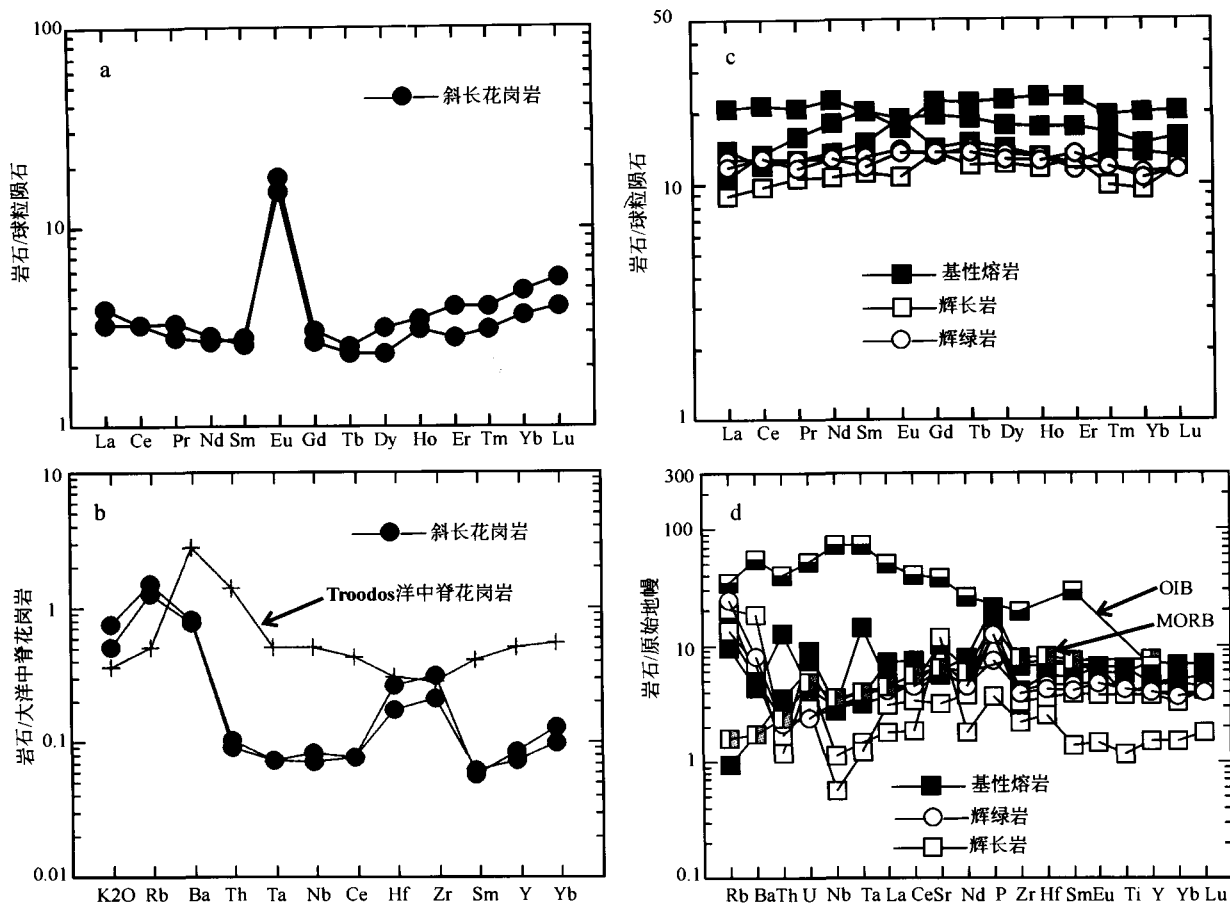 100
a
斜长花岗岩
10
岩石/球粒陨石
1
La Ce Pr Nd Sm Eu Gd Tb Dy Ho Er Tm Yb Lu
50
c
10
岩石/球粒陨石
基性熔岩
辉长岩
辉绿岩
1
La Ce Pr Nd Sm Eu Gd Tb Dy Ho Er Tm Yb Lu
10
b
斜长花岗岩
Troodos洋中脊花岗岩
1
岩石/大洋中脊花岗岩
0.1
0.01
K2O Rb Ba Th Ta Nb Ce Hf Zr Sm Y Yb
300
d
100
OIB
MORB
10
岩石/原始地幔
1
基性熔岩
辉绿岩
辉长岩
0.1
Rb Ba Th U Nb Ta La Ce Sr Nd P Zr Hf Sm Eu Ti Y Yb Lu